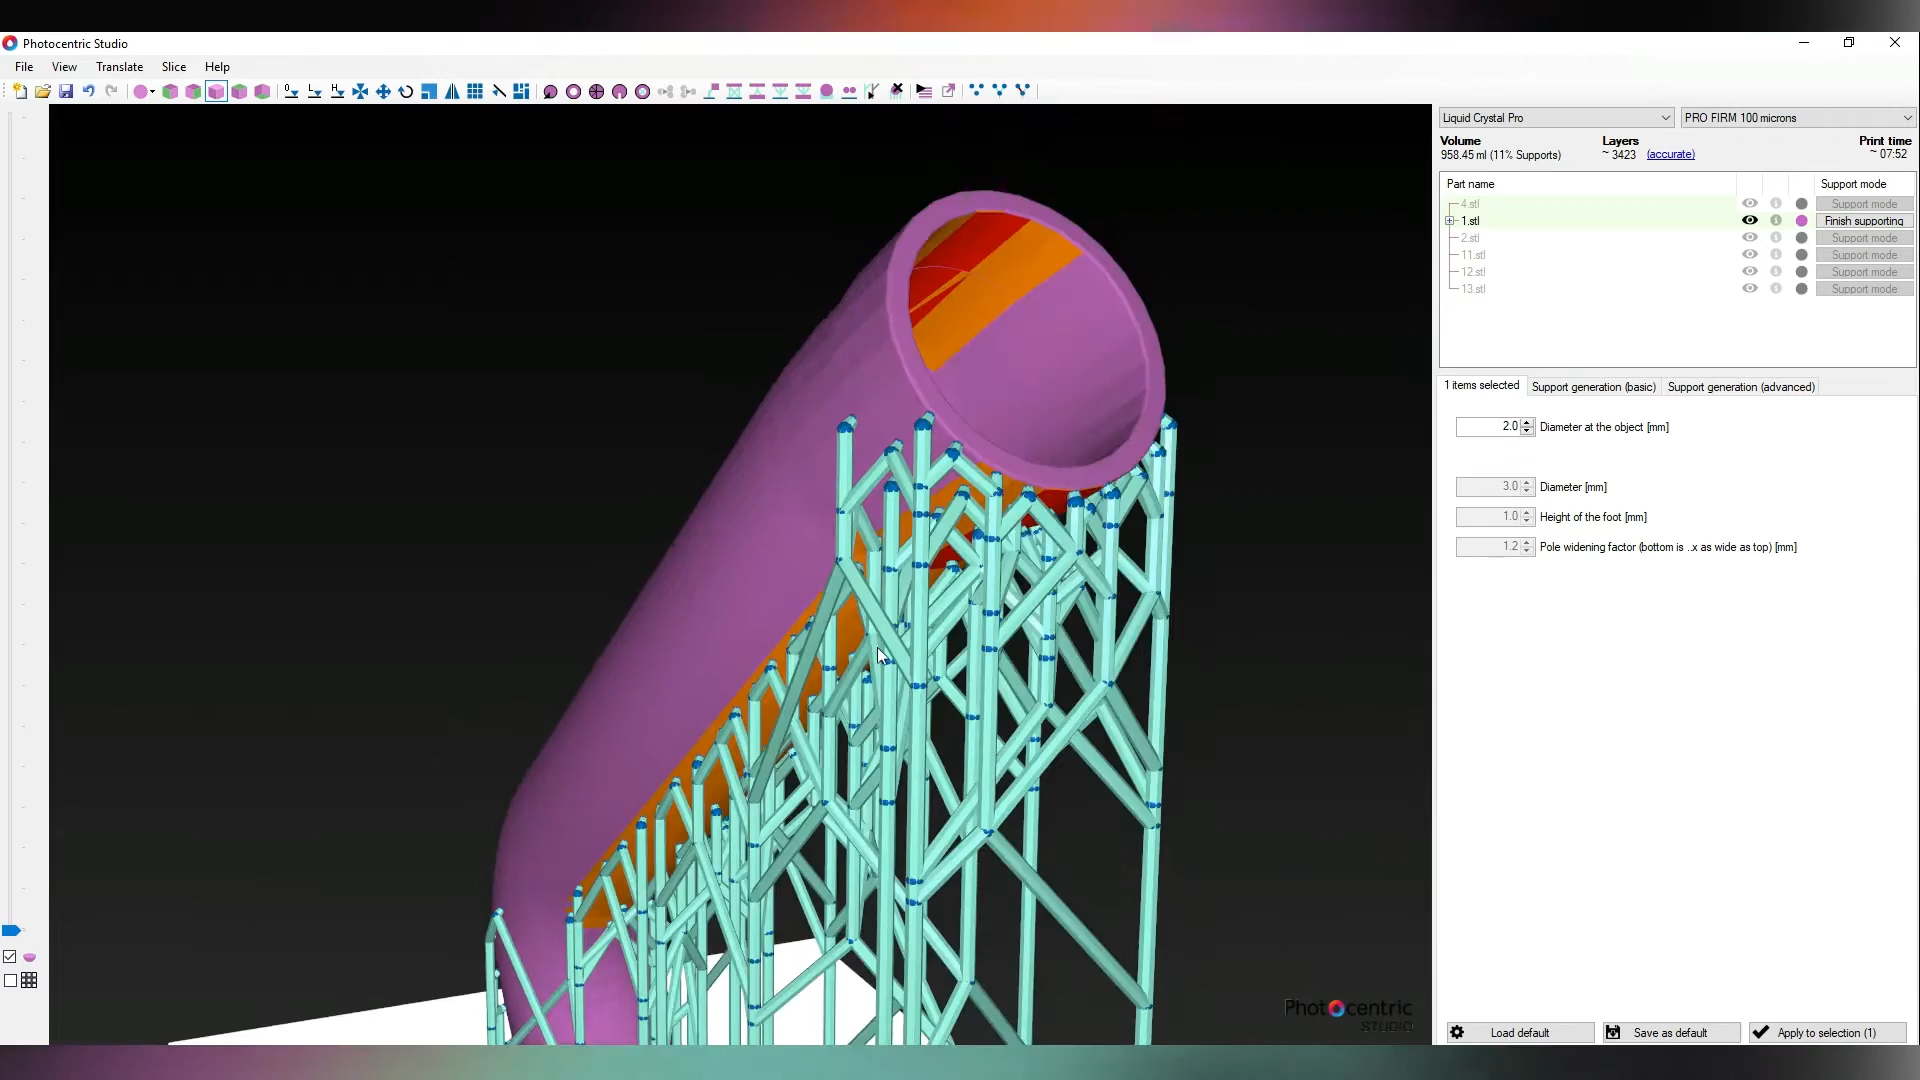 Photocentric Studio
File View Translate Slice Help
0 L H
Liquid Crystal Pro PRO FIRM 100 microns
Volume Layers Print time
958.45 ml (11% Supports) ~ 3423 (accurate) ~ 07:52
Part name Support mode
4.stl Support mode
1.stl Finish supporting
2.stl Support mode
11.stl Support mode
12.stl Support mode
13.stl Support mode
1 items selected Support generation (basic) Support generation (advanced)
2.0 Diameter at the object [mm]
3.0 Diameter [mm]
1.0 Height of the foot [mm]
1.2 Pole widening factor (bottom is ..x as wide as top) [mm]
Photocentric
STUDIO
Load default Save as default Apply to selection (1)